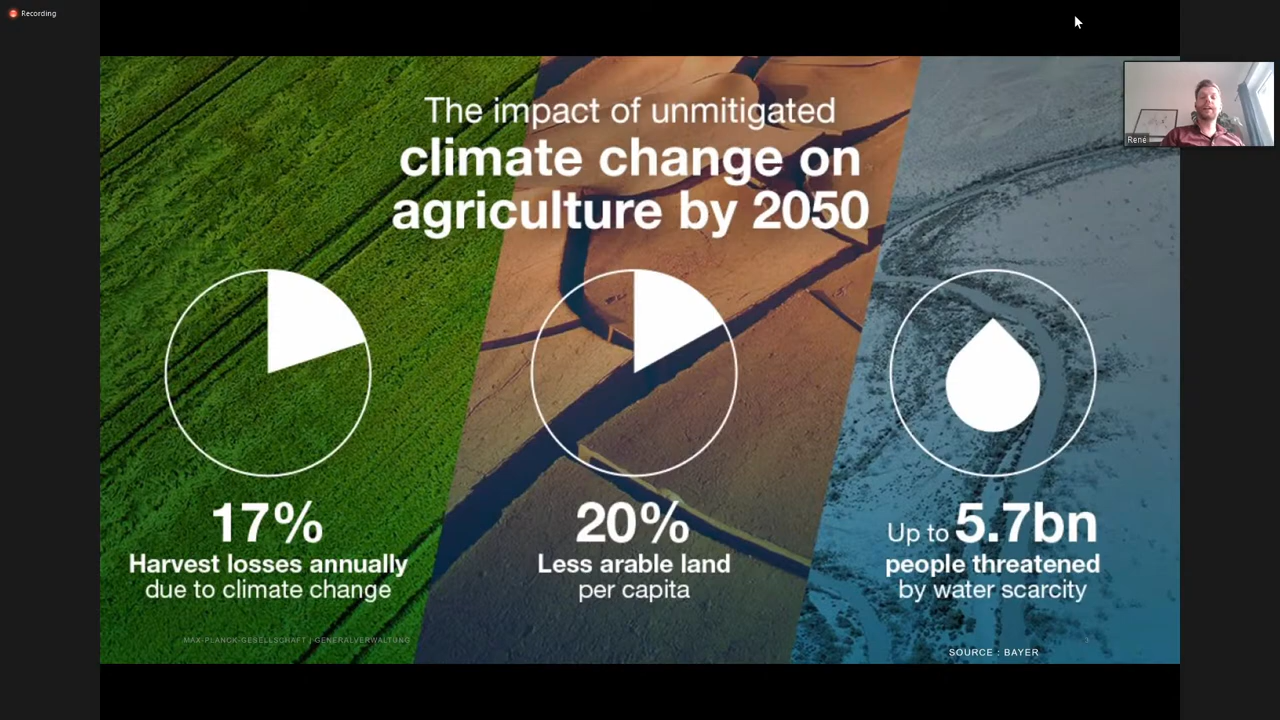 Recording
René
The impact of unmitigated
climate change on
agriculture by 2050
17%
Harvest losses annually
due to climate change
20%
Less arable land
per capita
Up to 5.7bn
people threatened
by water scarcity
MAX-PLANCK-GESELLSCHAFT | GENERALVERWALTUNG
SOURCE : BAYER